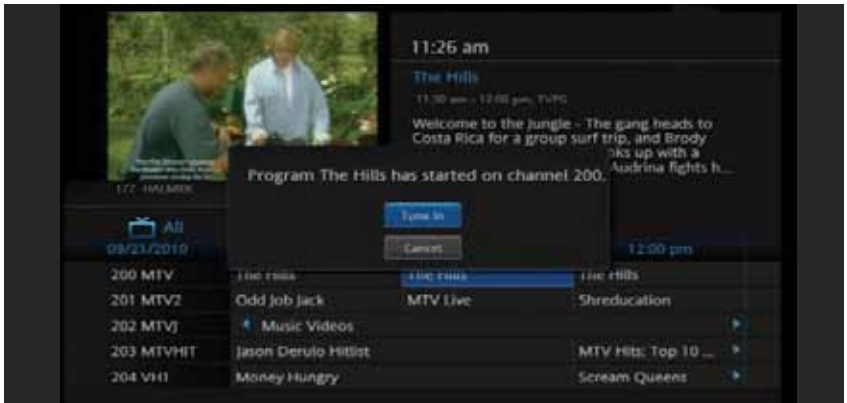 11:26 am
The Hills
11:30 am - 12:00 pm, TVPG
Welcome to the Jungle - The gang heads to
Costa Rica for a group surf trip, and Brody
oks up with a
Audrina fights h...
177 HALMRK
Program The Hills has started on channel 200.
Tune In
Cancel
All
09/21/2010
12:00 pm
200 MTV The Hills The Hills The Hills
201 MTV2 Odd Job Jack MTV Live Shreducation
202 MTVJ Music Videos
203 MTVHIT Jason Derulo Hitlist MTV Hits: Top 10 ...
204 VH1 Money Hungry Scream Queens